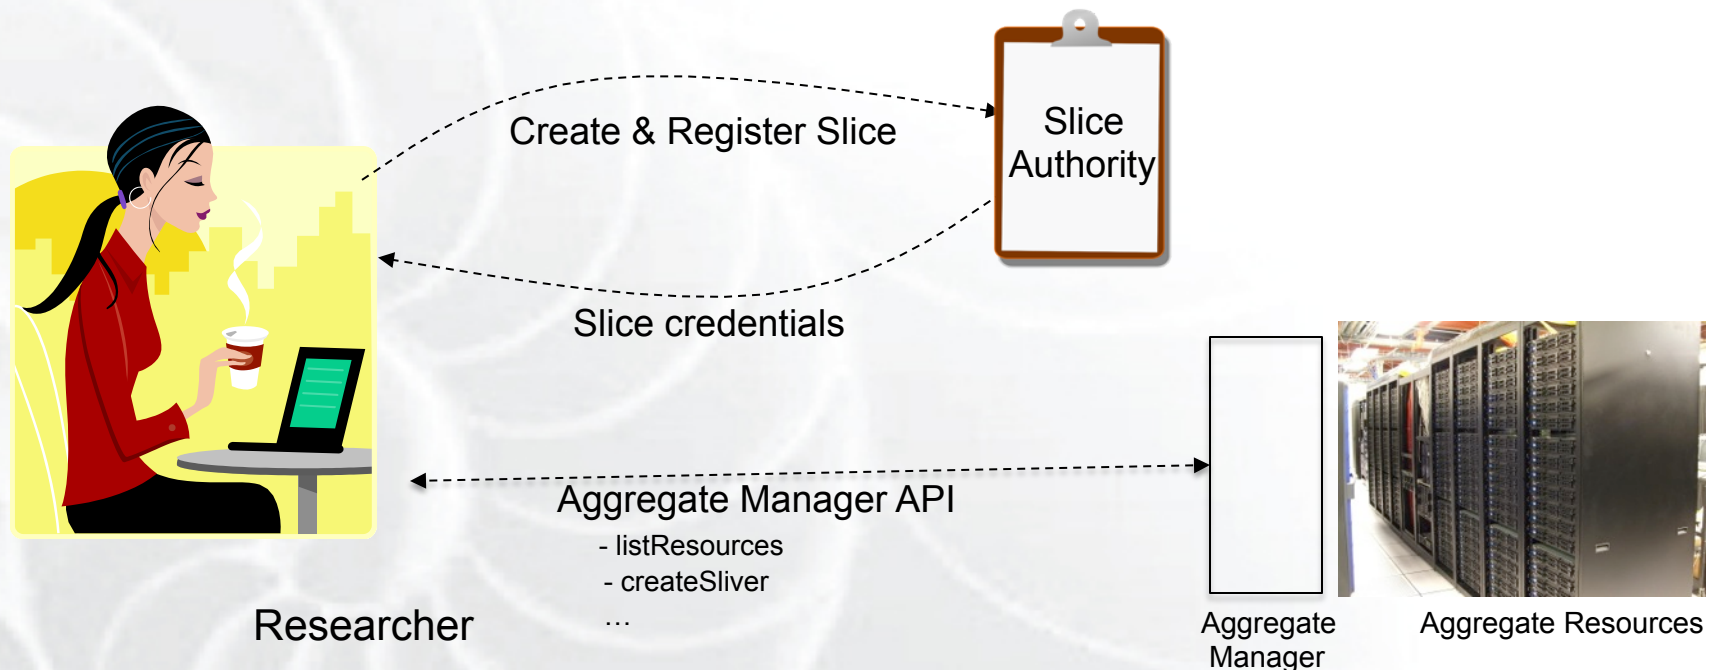 Create & Register Slice
Slice
Authority
Slice credentials
Aggregate Manager API
- listResources
- createSliver
...
Researcher
Aggregate
Manager
Aggregate Resources